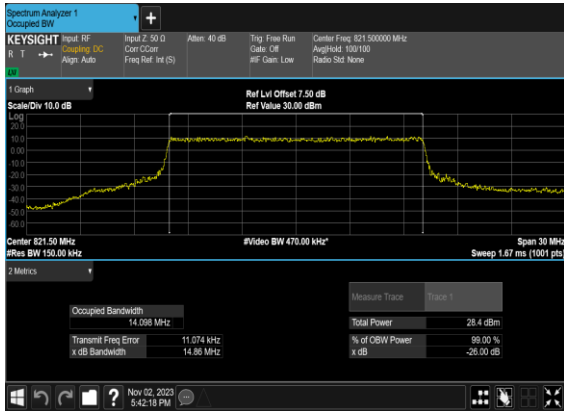 Spectrum Analyzer 1
Occupied BW
+
KEYSIGHT Input: RF Input Z: 50 Ω Atten: 40 dB Trig: Free Run Center Freq: 821.500000 MHz
R T Coupling: DC Corr CCorr Gate: Off Avg|Hold: 100/100
Align: Auto Freq Ref: Int (S) #IF Gain: Low Radio Std: None
1 Graph
Ref Lvl Offset 7.50 dB
Scale/Div 10.0 dB Ref Value 30.00 dBm
Log
20.0
10.0
0.00
-10.0
-20.0
-30.0
-40.0
-50.0
-60.0
Center 821.50 MHz #Video BW 470.00 kHz* Span 30 MHz
#Res BW 150.00 kHz Sweep 1.67 ms (1001 pts)
2 Metrics
Measure Trace Trace 1
Occupied Bandwidth
14.098 MHz Total Power 28.4 dBm
Transmit Freq Error 11.074 kHz % of OBW Power 99.00 %
x dB Bandwidth 14.86 MHz x dB -26.00 dB
? Nov 02, 2023
5:42:18 PM